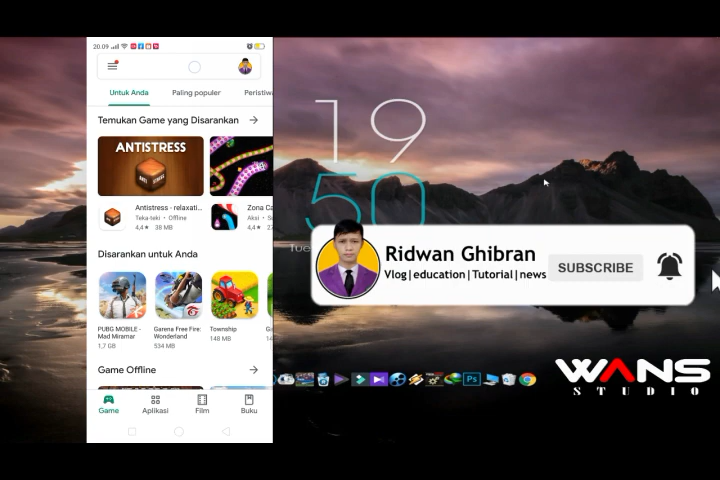 20.09
Untuk Anda
Paling populer
Peristiw
Temukan Game yang Disarankan
ANTISTRESS
Antistress - relaxati...
Teka-teki • Offline
4,4★ 38 MB
Zona Ca
Aksi •
4,4★
Disarankan untuk Anda
PUBG MOBILE -
Mad Miramar
1,7 GB
Garena Free Fire:
Wonderland
534 MB
Township
148 MB
Game Offline
Game
Aplikasi
Film
Buku
19
50
Tue
Ridwan Ghibran
Vlog|education|Tutorial|news
SUBSCRIBE
Ps
WANS
STUDIO